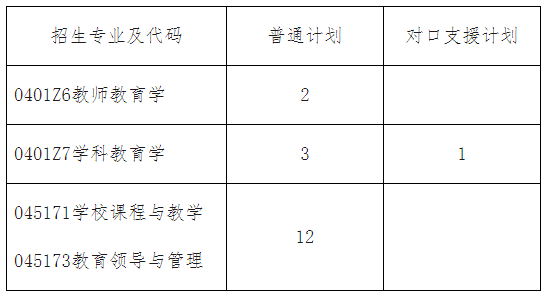 招生专业及代码 普通计划 对口支援计划
0401Z6教师教育学 2
0401Z7学科教育学 3 1
045171学校课程与教学
12
045173教育领导与管理